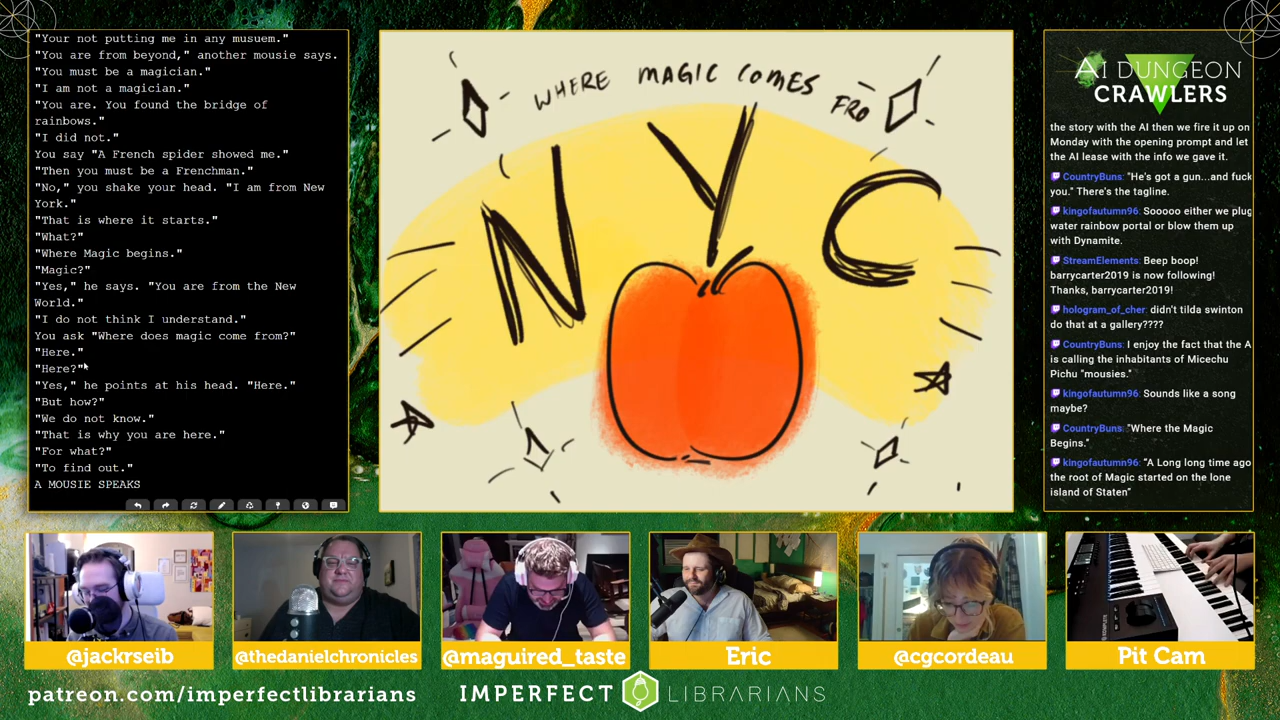 "Your not putting me in any musuem."
"You are from beyond," another mousie says.
"You must be a magician."
"I am not a magician."
"You are. You found the bridge of
rainbows."
"I did not."
You say "A French spider showed me."
"Then you must be a Frenchman."
"No," you shake your head. "I am from New
York."
"That is where it starts."
"What?"
"Where Magic begins."
"Magic?"
"Yes," he says. "You are from the New
World."
"I do not think I understand."
You ask "Where does magic come from?"
"Here."
"Here?"
"Yes," he points at his head. "Here."
"But how?"
"We do not know."
"That is why you are here."
"For what?"
"To find out."
A MOUSIE SPEAKS
WHERE MAGIC COMES FRO
NYC
AI DUNGEON
CRAWLERS
the story with the AI then we fire it up on
Monday with the opening prompt and let
the AI lease with the info we gave it.
CountryBuns: "He's got a gun...and fuck
you." There's the tagline.
kingofautumn96: Sooooo either we plug
water rainbow portal or blow them up
with Dynamite.
StreamElements: Beep boop!
barrycarter2019 is now following!
Thanks, barrycarter2019!
hologram_of_cher: didn't tilda swinton
do that at a gallery????
CountryBuns: I enjoy the fact that the A
is calling the inhabitants of Micechu
Pichu "mousies."
kingofautumn96: Sounds like a song
maybe?
CountryBuns: "Where the Magic
Begins."
kingofautumn96: "A Long long time ago
the root of Magic started on the lone
island of Staten"
@jackrseib
@thedanielchronicles
@maguired_taste
Eric
@cgcordeau
Pit Cam
patreon.com/imperfectlibrarians
IMPERFECT LIBRARIANS